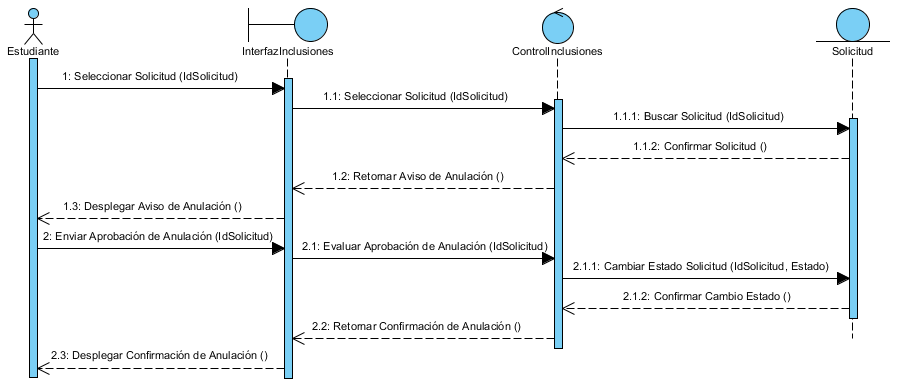 Estudiante
InterfazInclusiones
ControlInclusiones
Solicitud
1: Seleccionar Solicitud (IdSolicitud)
1.1: Seleccionar Solicitud (IdSolicitud)
1.1.1: Buscar Solicitud (IdSolicitud)
1.1.2: Confirmar Solicitud ()
1.2: Retornar Aviso de Anulación ()
1.3: Desplegar Aviso de Anulación ()
2: Enviar Aprobación de Anulación (IdSolicitud)
2.1: Evaluar Aprobación de Anulación (IdSolicitud)
2.1.1: Cambiar Estado Solicitud (IdSolicitud, Estado)
2.1.2: Confirmar Cambio Estado ()
2.2: Retornar Confirmación de Anulación ()
2.3: Desplegar Confirmación de Anulación ()